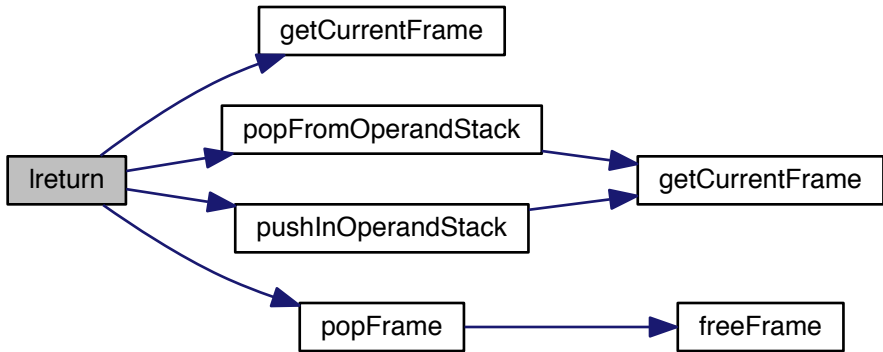 getCurrentFrame
popFromOperandStack
lreturn
getCurrentFrame
pushInOperandStack
popFrame
freeFrame